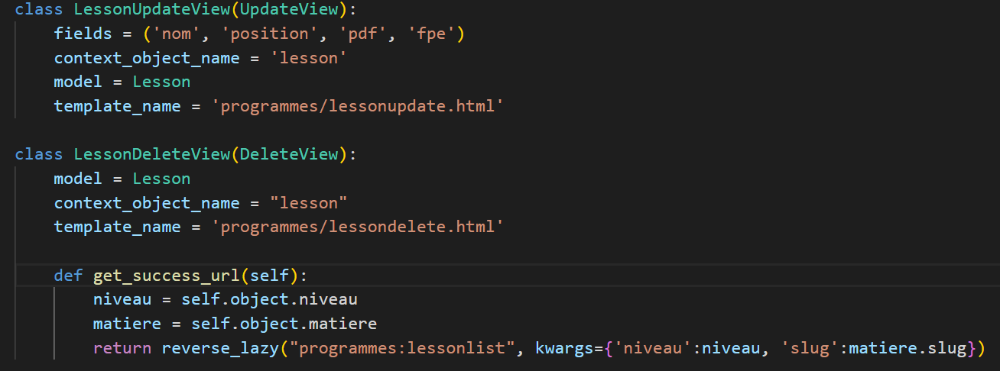 class LessonUpdateView(UpdateView):
    fields = ('nom', 'position', 'pdf', 'fpe')
    context_object_name = 'lesson'
    model = Lesson
    template_name = 'programmes/lessonupdate.html'

class LessonDeleteView(DeleteView):
    model = Lesson
    context_object_name = "lesson"
    template_name = 'programmes/lessondelete.html'

    def get_success_url(self):
        niveau = self.object.niveau
        matiere = self.object.matiere
        return reverse_lazy("programmes:lessonlist", kwargs={'niveau':niveau, 'slug':matiere.slug})